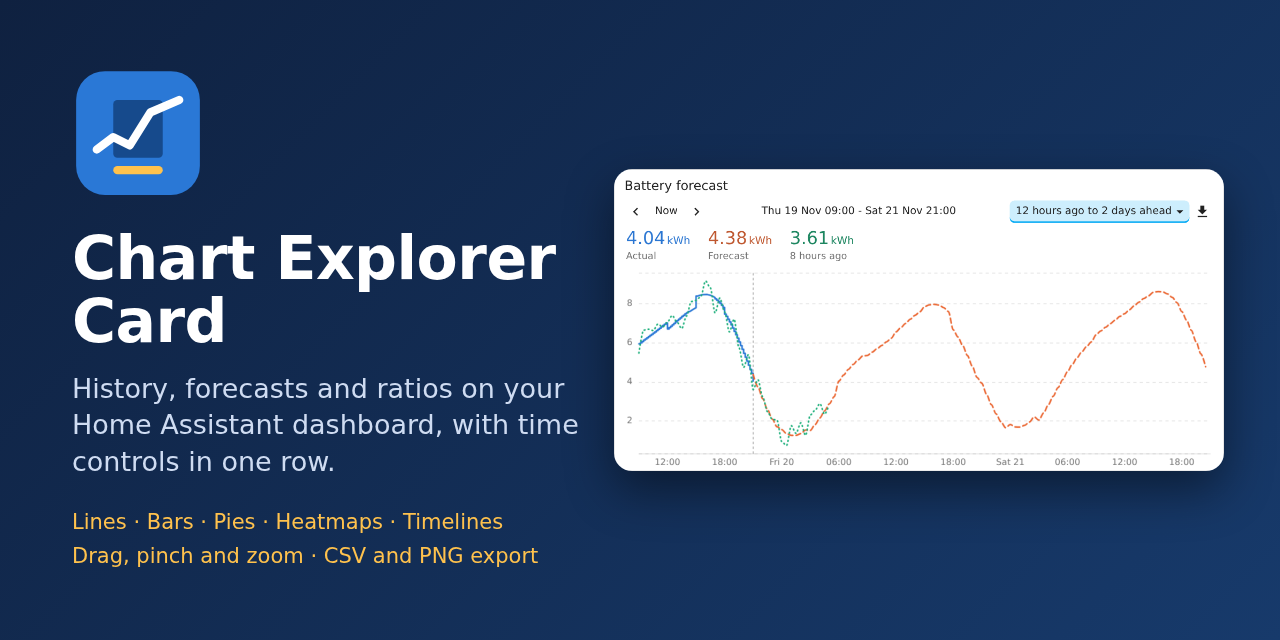 Chart Explorer
Card
History, forecasts and ratios on your
Home Assistant dashboard, with time
controls in one row.
Lines · Bars · Pies · Heatmaps · Timelines
Drag, pinch and zoom · CSV and PNG export
Battery forecast
Now
Thu 19 Nov 09:00 - Sat 21 Nov 21:00
12 hours ago to 2 days ahead
4.04 kWh 4.38 kWh 3.61 kWh
Actual Forecast 8 hours ago
8
6
4
2
12:00 18:00 Fri 20 06:00 12:00 18:00 Sat 21 06:00 12:00 18:00